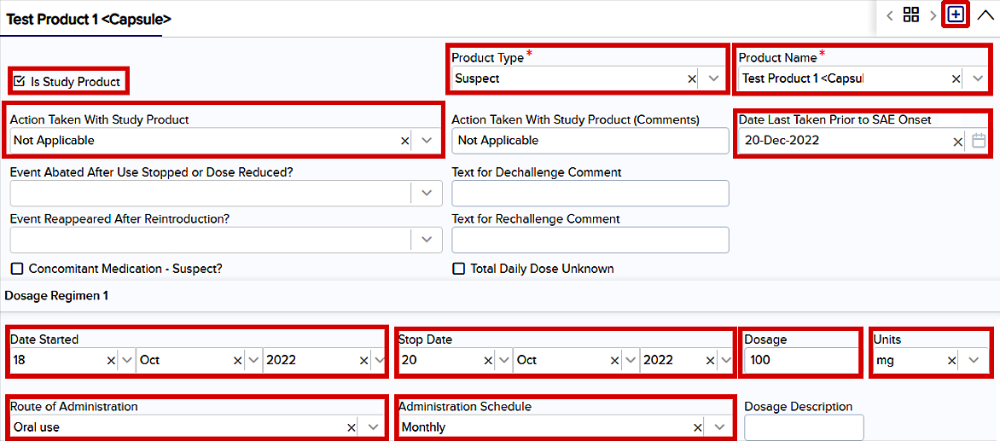 Test Product 1 <Capsule>
Product Type * Product Name *
Is Study Product Suspect Test Product 1 <Capsul
Action Taken With Study Product Action Taken With Study Product (Comments) Date Last Taken Prior to SAE Onset
Not Applicable Not Applicable 20-Dec-2022
Event Abated After Use Stopped or Dose Reduced? Text for Dechallenge Comment
Event Reappeared After Reintroduction? Text for Rechallenge Comment
Concomitant Medication - Suspect? Total Daily Dose Unknown
Dosage Regimen 1
Date Started Stop Date Dosage Units
18 Oct 2022 20 Oct 2022 100 mg
Route of Administration Administration Schedule Dosage Description
Oral use Monthly